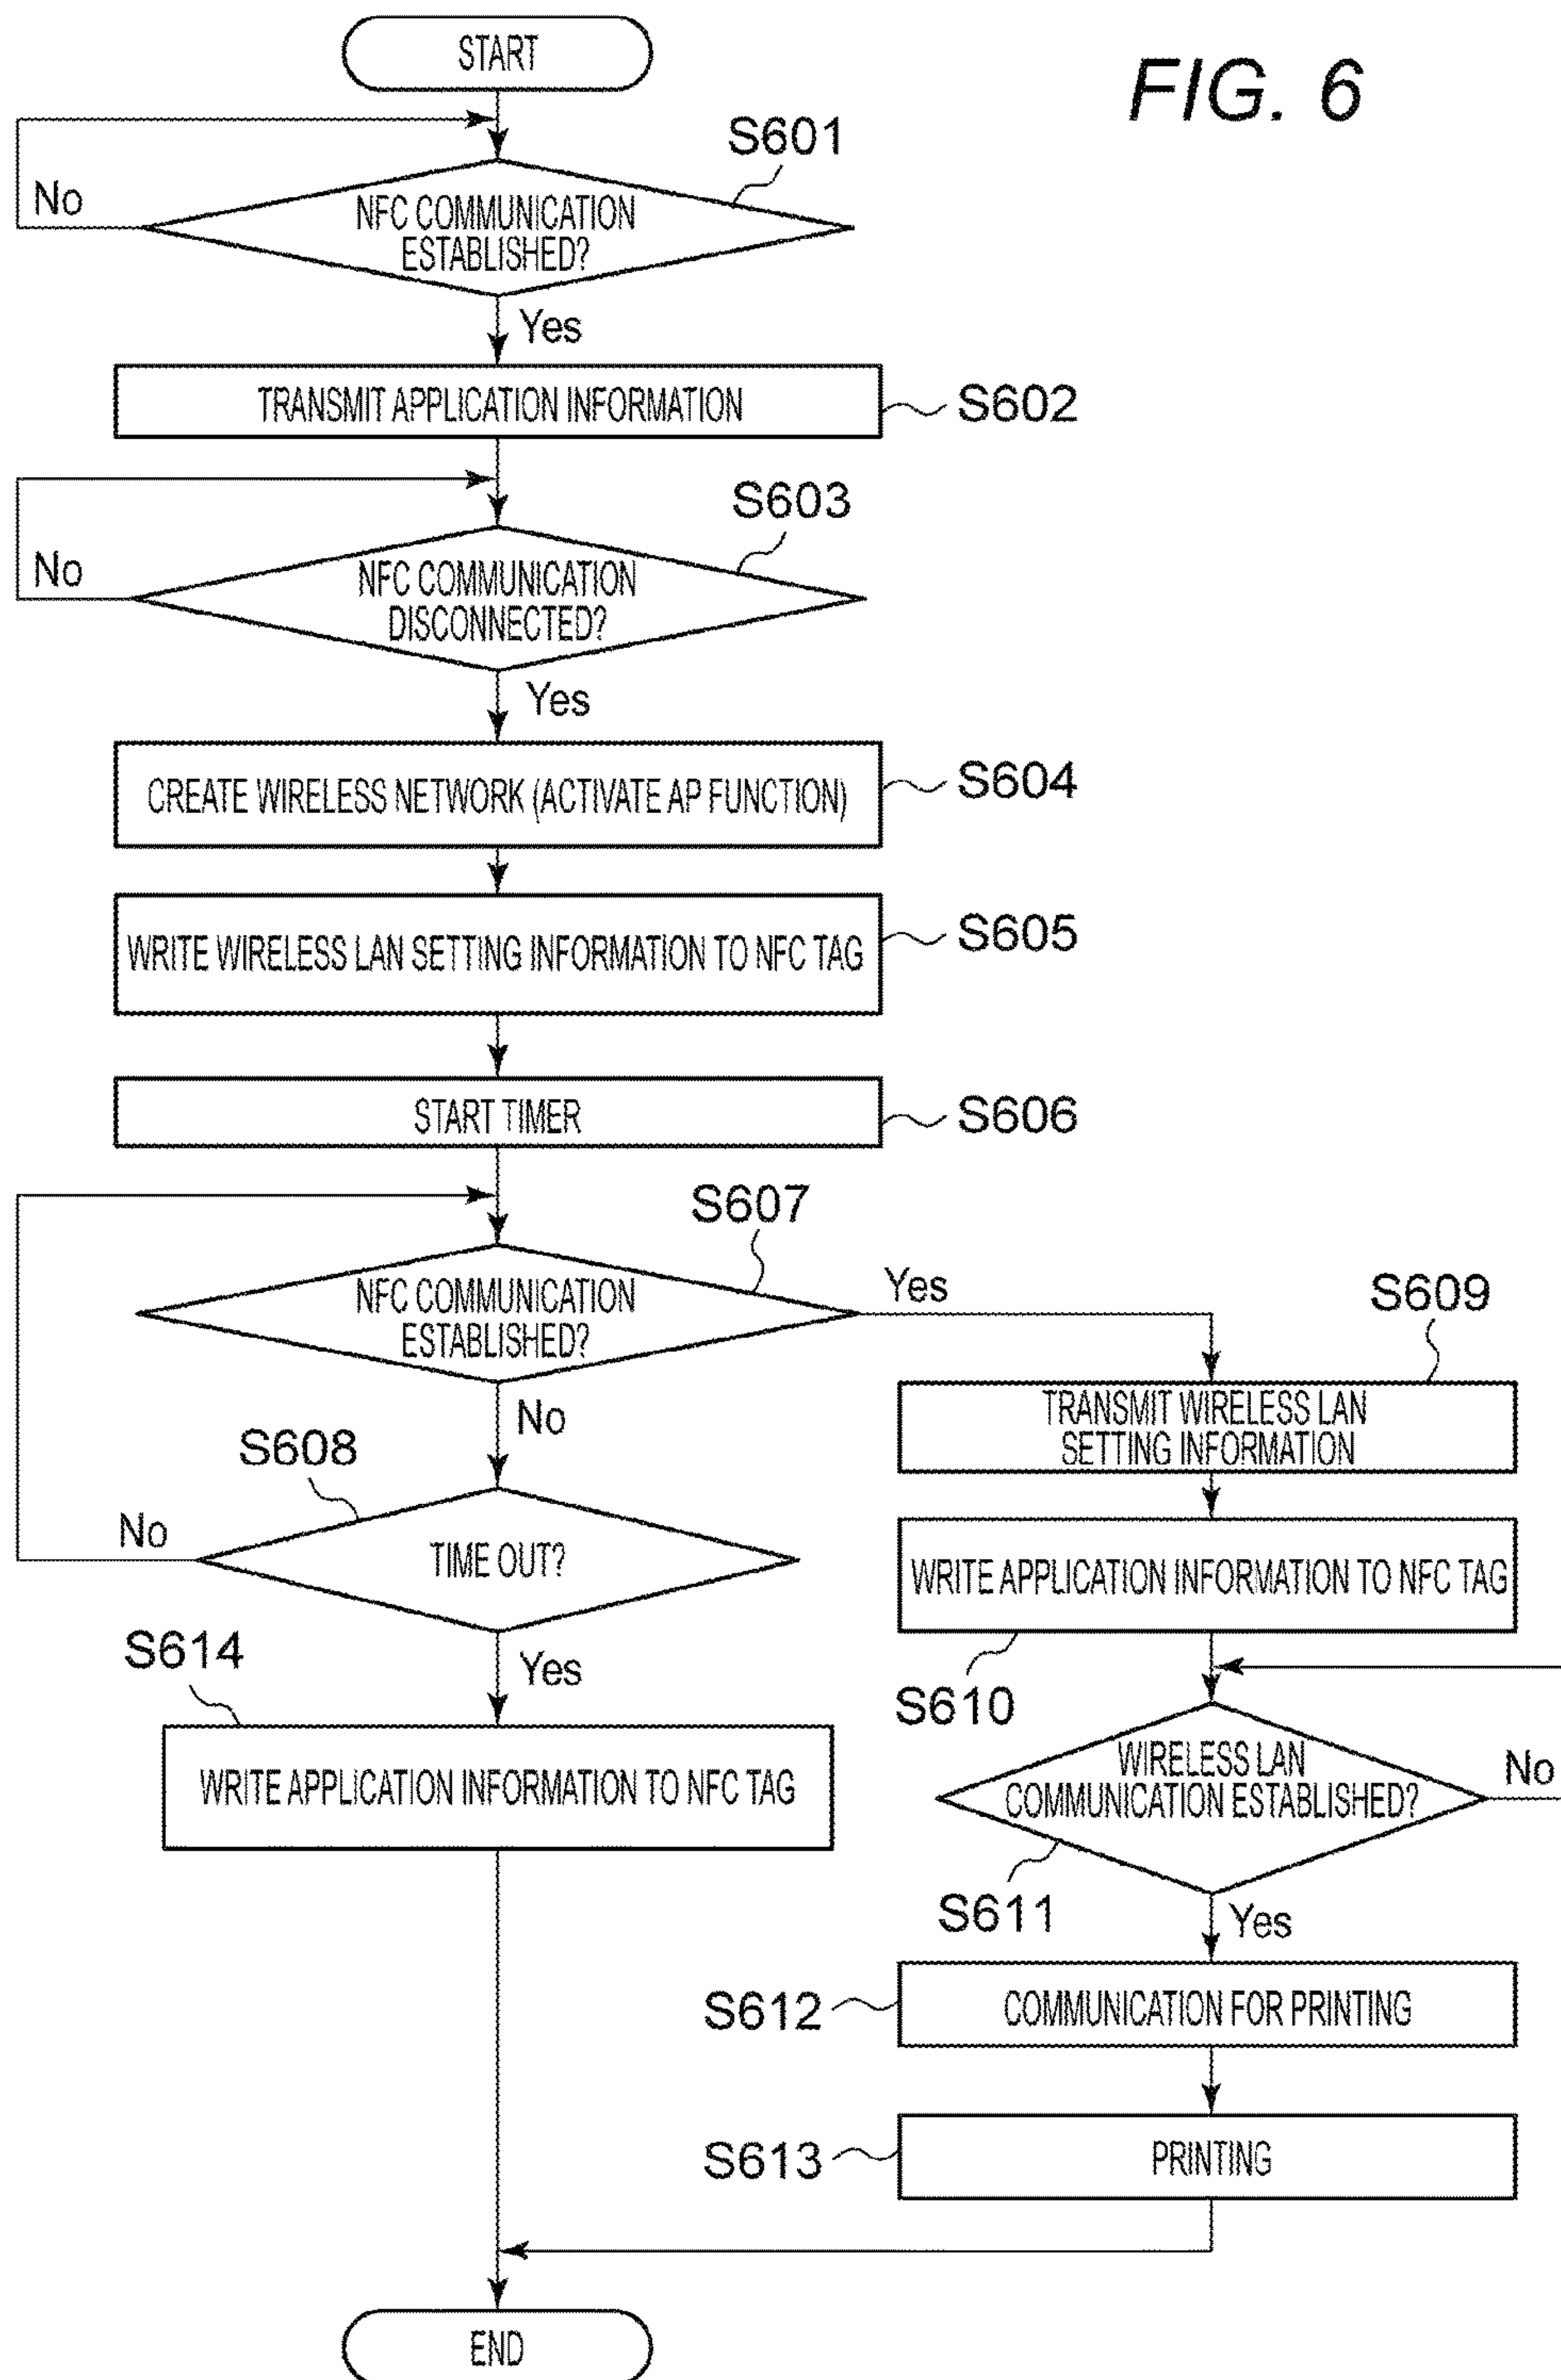 START
FIG. 6
S601
No
NFC COMMUNICATION
ESTABLISHED?
Yes
TRANSMIT APPLICATION INFORMATION
S602
S603
No
NFC COMMUNICATION
DISCONNECTED?
Yes
CREATE WIRELESS NETWORK (ACTIVATE AP FUNCTION)
S604
WRITE WIRELESS LAN SETTING INFORMATION TO NFC TAG
S605
START TIMER
S606
S607
NFC COMMUNICATION
ESTABLISHED?
Yes
No
S608
No
TIME OUT?
Yes
S614
WRITE APPLICATION INFORMATION TO NFC TAG
S609
TRANSMIT WIRELESS LAN
SETTING INFORMATION
WRITE APPLICATION INFORMATION TO NFC TAG
S610
WIRELESS LAN
COMMUNICATION ESTABLISHED?
No
S611
Yes
S612
COMMUNICATION FOR PRINTING
S613
PRINTING
END